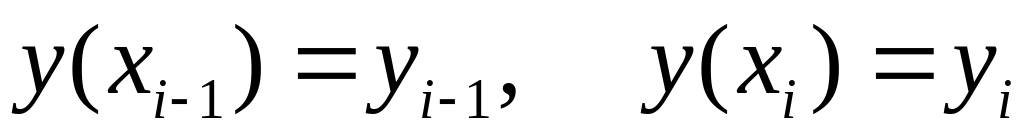 y(x_{i-1}) = y_{i-1},    y(x_i) = y_i